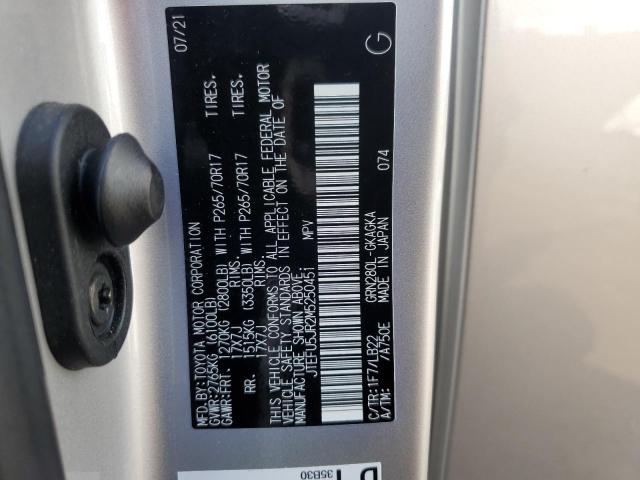 MFD.BY:TOYOTA MOTOR CORPORATION 07/21
GVWR:2765KG (6100LB)
GAWR:FRT. 1270KG (2800LB) WITH P265/70R17 TIRES.
17X7J RIMS.
RR. 1515KG (3350LB) WITH P265/70R17 TIRES.
17X7J RIMS.
THIS VEHICLE CONFORMS TO ALL APPLICABLE FEDERAL MOTOR
VEHICLE SAFETY STANDARDS IN EFFECT ON THE DATE OF
MANUFACTURE SHOWN ABOVE.
JTEFU5JR2M5250451 MPV
G
C/TR:1F7/LB22 GRN280L-GKAGKA 074
A/TM: /A750E MADE IN JAPAN
35B30